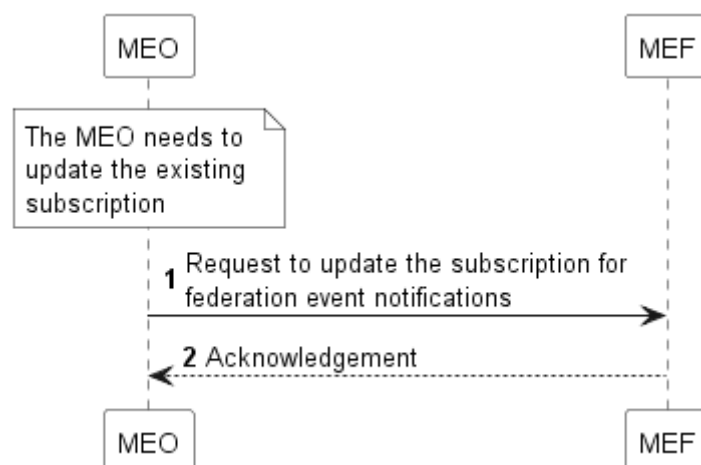 MEO
MEF
The MEO needs to
update the existing
subscription
1 Request to update the subscription for
federation event notifications
2 Acknowledgement
MEO
MEF